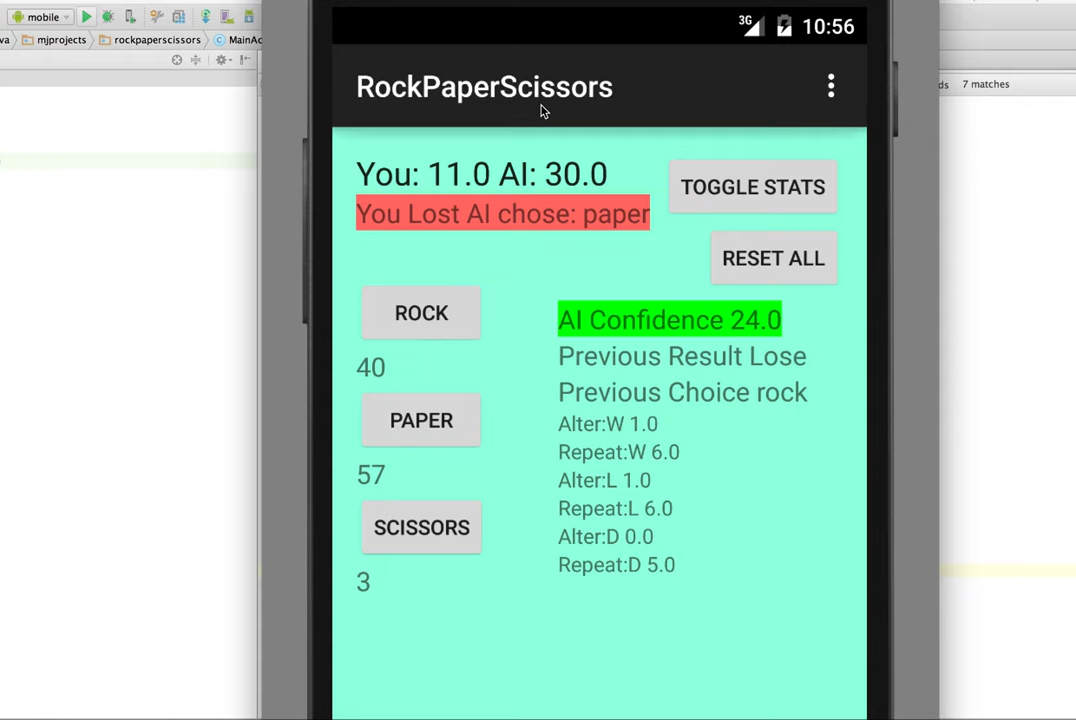 mobile
va mjprojects rockpaperscissors MainAc
ds 7 matches
3G 10:56
RockPaperScissors
You: 11.0 AI: 30.0
TOGGLE STATS
You Lost AI chose: paper
RESET ALL
ROCK
AI Confidence 24.0
Previous Result Lose
40
Previous Choice rock
PAPER
Alter:W 1.0
Repeat:W 6.0
57
Alter:L 1.0
Repeat:L 6.0
SCISSORS
Alter:D 0.0
Repeat:D 5.0
3